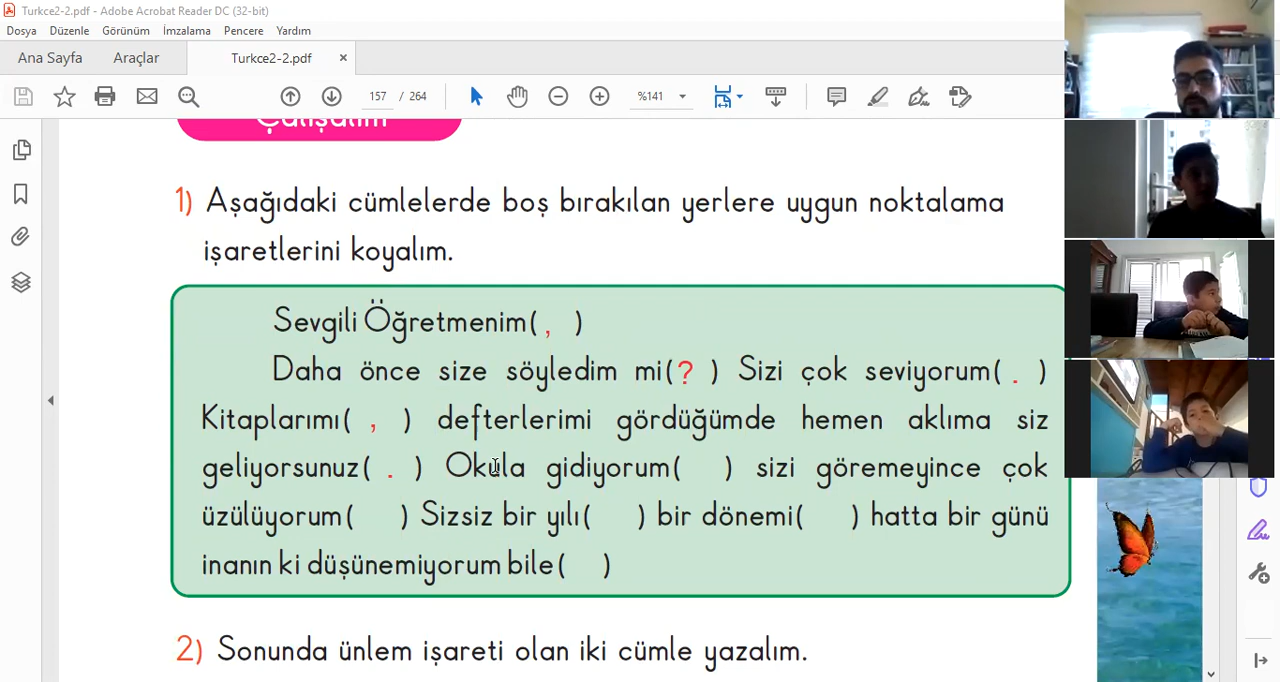 Turkce2-2.pdf - Adobe Acrobat Reader DC (32-bit)
Dosya Düzenle Görünüm İmzalama Pencere Yardım
Ana Sayfa Araçlar Turkce2-2.pdf ×
157 / 264 %141
Çalışalım
1) Aşağıdaki cümlelerde boş bırakılan yerlere uygun noktalama
işaretlerini koyalım.
Sevgili Öğretmenim( , )
Daha önce size söyledim mi(? ) Sizi çok seviyorum( . )
Kitaplarımı( , ) defterlerimi gördüğümde hemen aklıma siz
geliyorsunuz( . ) Okula gidiyorum( ) sizi göremeyince çok
üzülüyorum( ) Sizsiz bir yılı( ) bir dönemi( ) hatta bir günü
inanın ki düşünemiyorum bile( )
2) Sonunda ünlem işareti olan iki cümle yazalım.